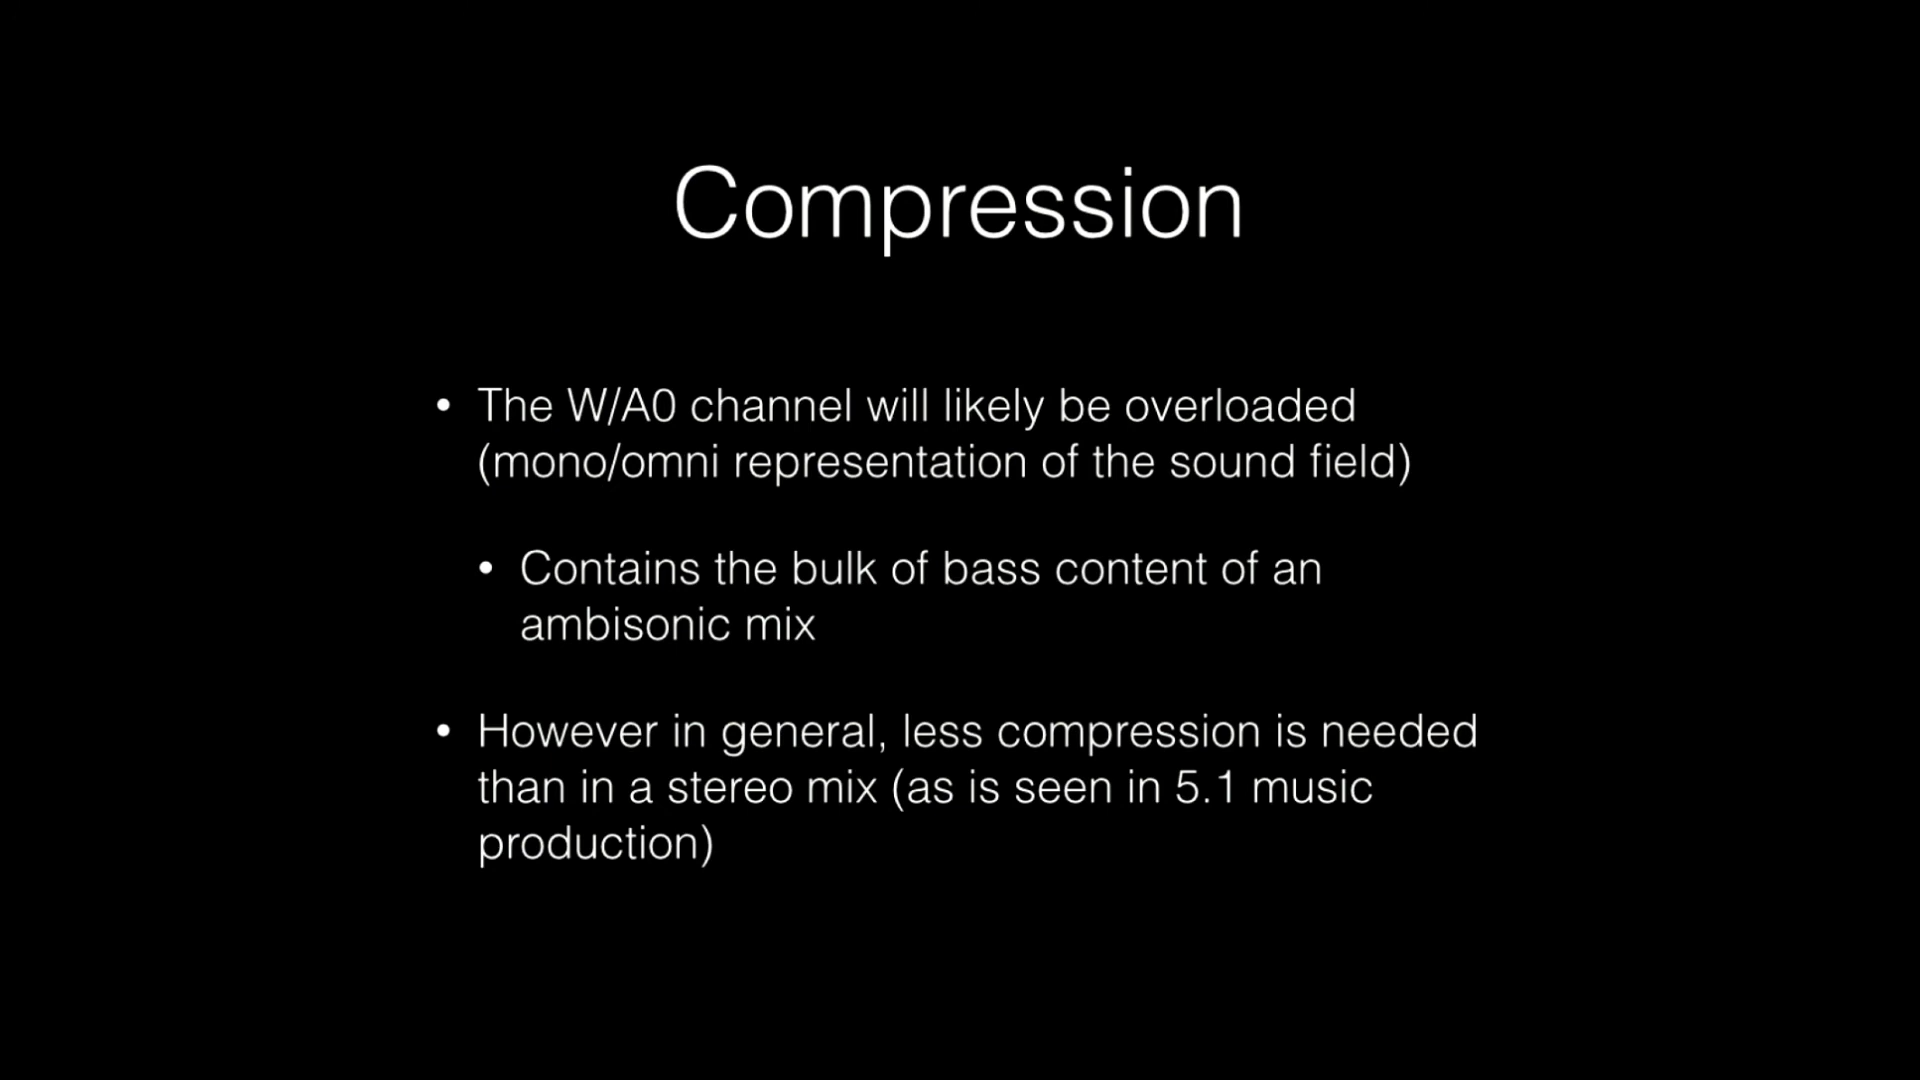 Compression
• The W/A0 channel will likely be overloaded
(mono/omni representation of the sound field)
• Contains the bulk of bass content of an
ambisonic mix
• However in general, less compression is needed
than in a stereo mix (as is seen in 5.1 music
production)